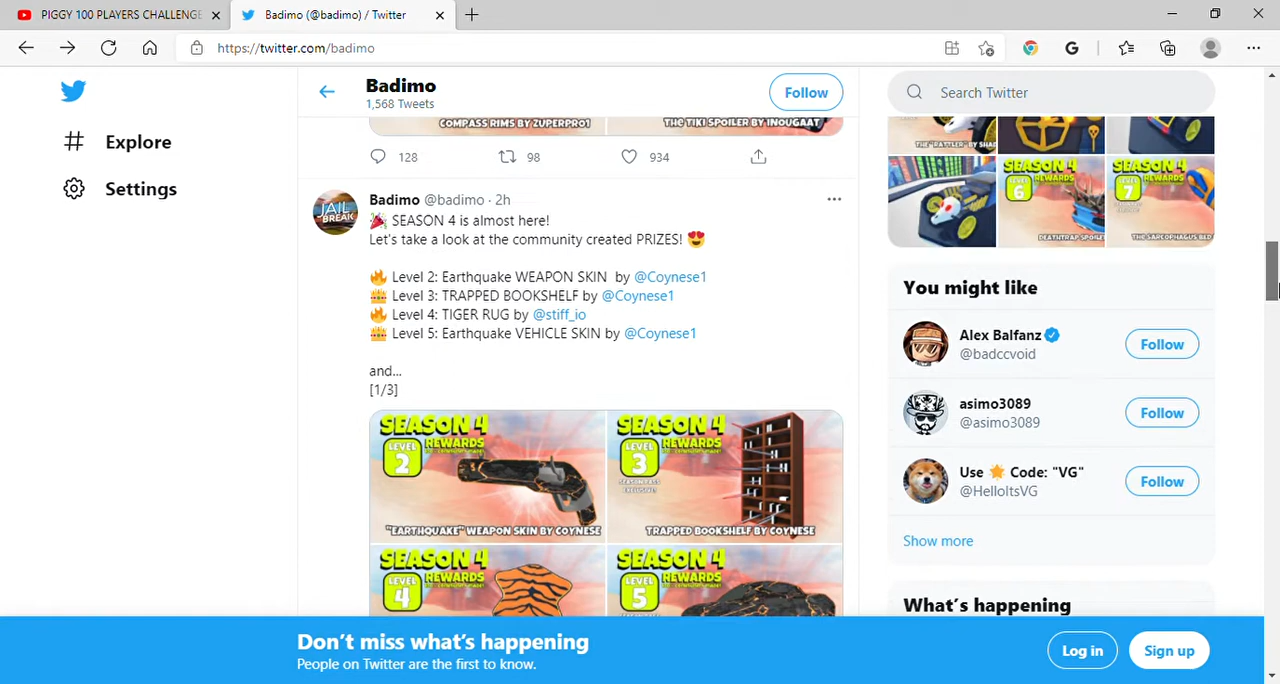 PIGGY 100 PLAYERS CHALLENGE
Badimo (@badimo) / Twitter
https://twitter.com/badimo
Explore
Settings
Badimo
1,568 Tweets
Follow
COMPASS RIMS BY ZUPERPRO1
THE TIKI SPOILER BY INOUGAAT
128
98
934
JAIL BREAK
Badimo @badimo · 2h
🎉 SEASON 4 is almost here!
Let's take a look at the community created PRIZES! 😍
🔥 Level 2: Earthquake WEAPON SKIN by @Coynese1
👑 Level 3: TRAPPED BOOKSHELF by @Coynese1
🔥 Level 4: TIGER RUG by @stiff_io
👑 Level 5: Earthquake VEHICLE SKIN by @Coynese1
and...
[1/3]
SEASON 4
REWARDS
LEVEL
2
"EARTHQUAKE" WEAPON SKIN BY COYNESE
SEASON 4
REWARDS
LEVEL
3
SEASON PASS
EXCLUSIVE!
TRAPPED BOOKSHELF BY COYNESE
SEASON 4
REWARDS
LEVEL
4
SEASON 4
REWARDS
LEVEL
5
Search Twitter
SEASON 4
REWARDS
6
SEASON 4
REWARDS
7
You might like
Alex Balfanz
@badccvoid
Follow
asimo3089
@asimo3089
Follow
Use 🌟 Code: "VG"
@HelloItsVG
Follow
Show more
What's happening
Don't miss what's happening
People on Twitter are the first to know.
Log in
Sign up